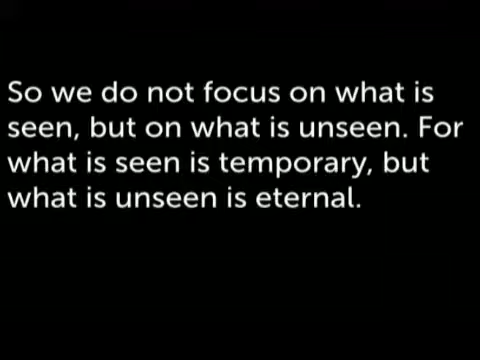 So we do not focus on what is
seen, but on what is unseen. For
what is seen is temporary, but
what is unseen is eternal.